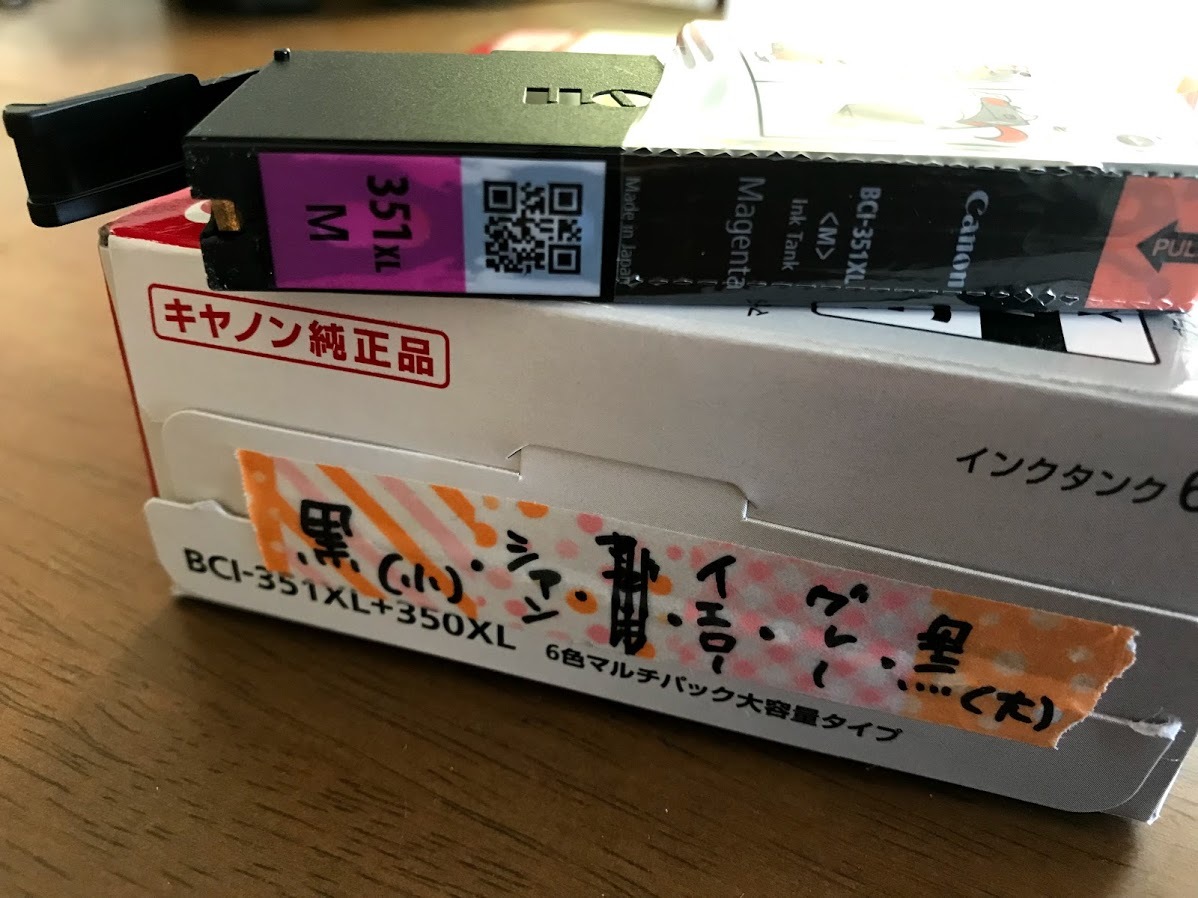 351XL
M
Made in Japan
Magenta
Ink Tank
<M>
BCI-351XL
Canon
PULL
キヤノン純正品
インクタンク 6
黒(小)・シアン・
イエロー・グレー・黒(大)
BCI-351XL+350XL 6色マルチパック大容量タイプ